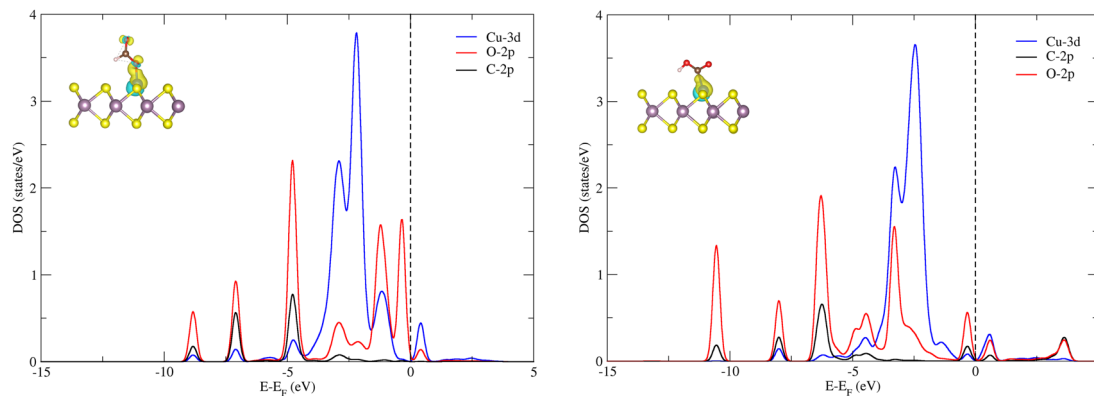 4
3
2
1
0
DOS (states/eV)
Cu-3d
O-2p
C-2p
-15
-10
-5
0
5
E-E_F (eV)
4
3
2
1
0
DOS (states/eV)
Cu-3d
C-2p
O-2p
-15
-10
-5
0
E-E_F (eV)